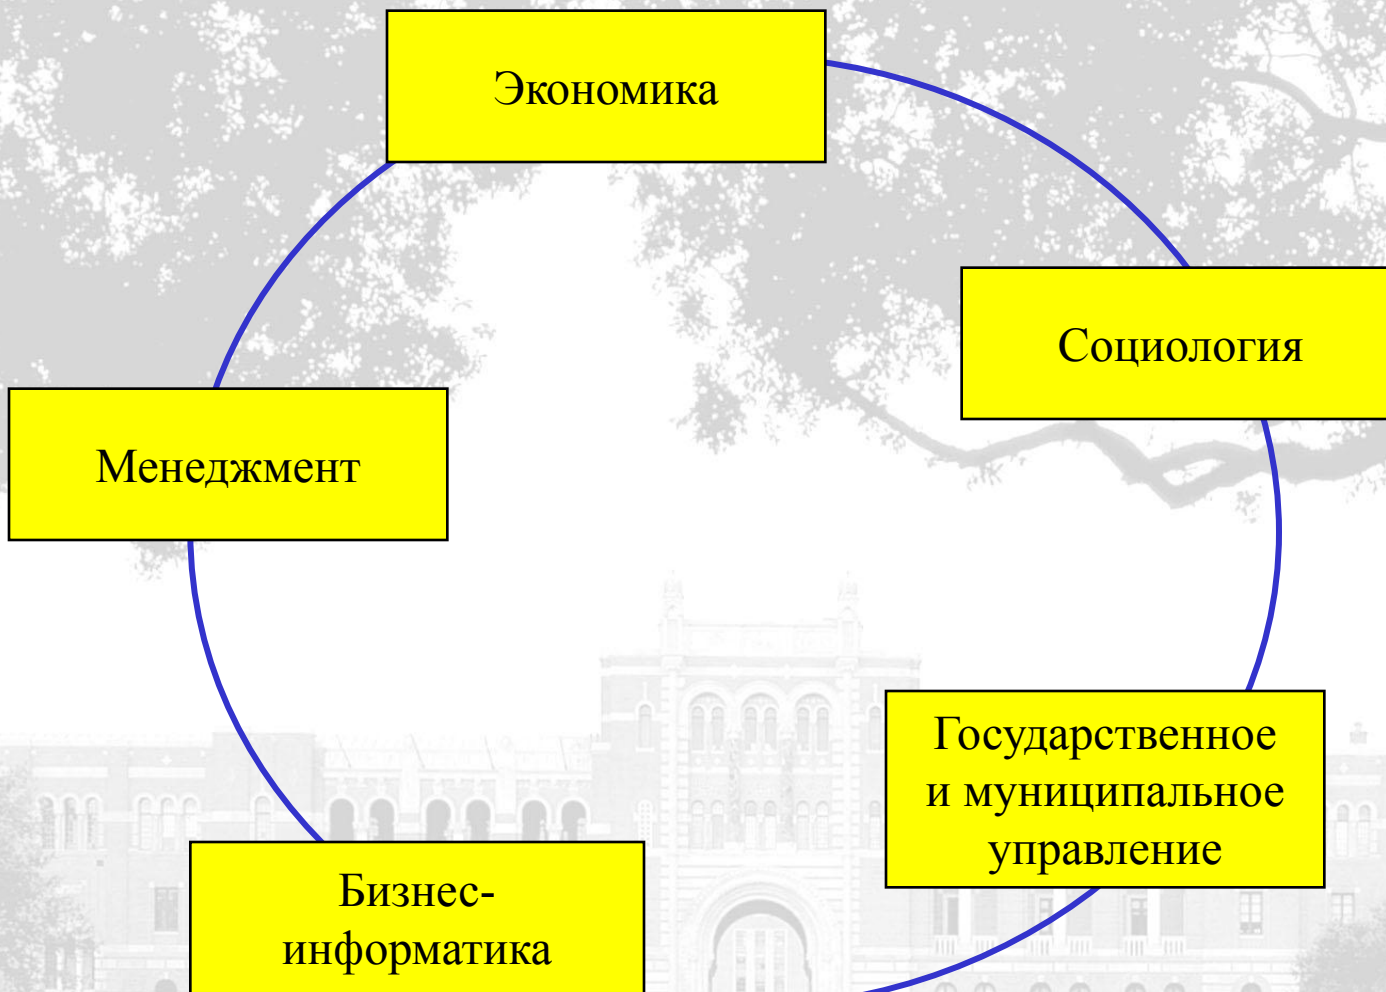 Экономика
Социология
Менеджмент
Государственное
и муниципальное
управление
Бизнес-
информатика